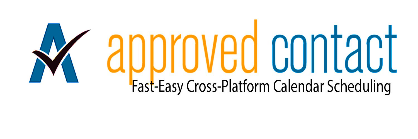 approved contact
Fast-Easy Cross-Platform Calendar Scheduling